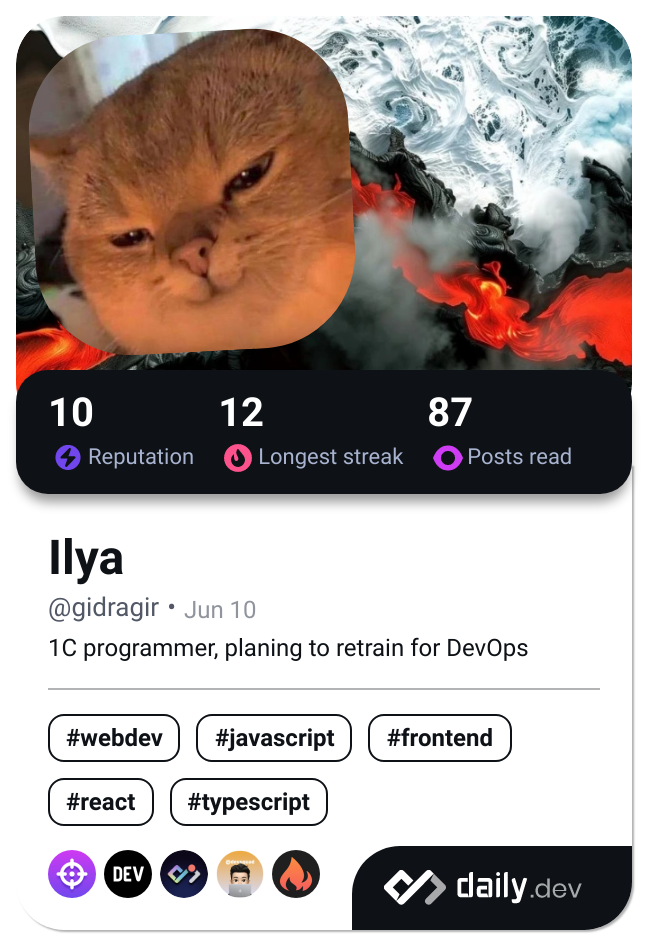 10 12 87
Reputation Longest streak Posts read
Ilya
@gidragir • Jun 10
1C programmer, planing to retrain for DevOps
#webdev #javascript #frontend
#react #typescript
DEV daily.dev